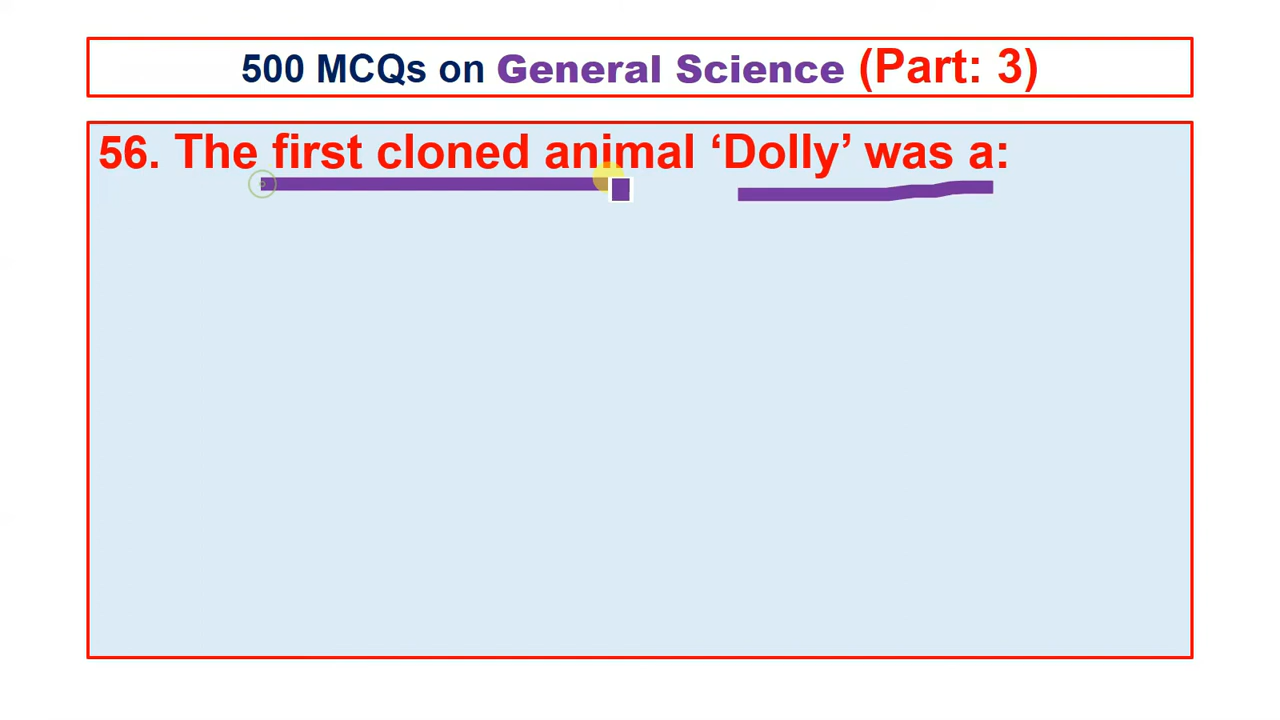 500 MCQs on General Science (Part: 3)
56. The first cloned animal ‘Dolly’ was a: